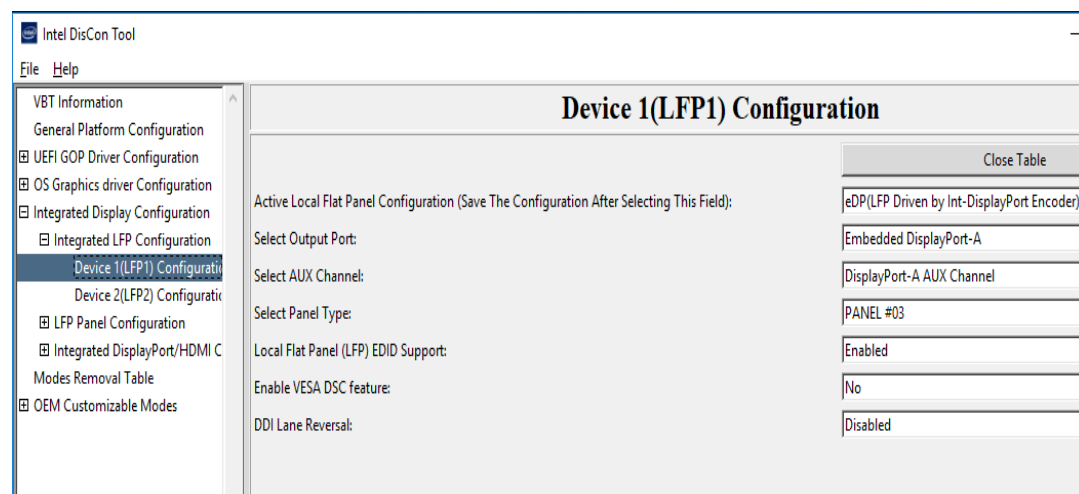 Intel DisCon Tool
File Help
VBT Information
General Platform Configuration
UEFI GOP Driver Configuration
OS Graphics driver Configuration
Integrated Display Configuration
Integrated LFP Configuration
Device 1(LFP1) Configuratic
Device 2(LFP2) Configuratic
LFP Panel Configuration
Integrated DisplayPort/HDMI C
Modes Removal Table
OEM Customizable Modes
Device 1(LFP1) Configuration
Close Table
Active Local Flat Panel Configuration (Save The Configuration After Selecting This Field): eDP(LFP Driven by Int-DisplayPort Encoder)
Select Output Port: Embedded DisplayPort-A
Select AUX Channel: DisplayPort-A AUX Channel
Select Panel Type: PANEL #03
Local Flat Panel (LFP) EDID Support: Enabled
Enable VESA DSC feature: No
DDI Lane Reversal: Disabled